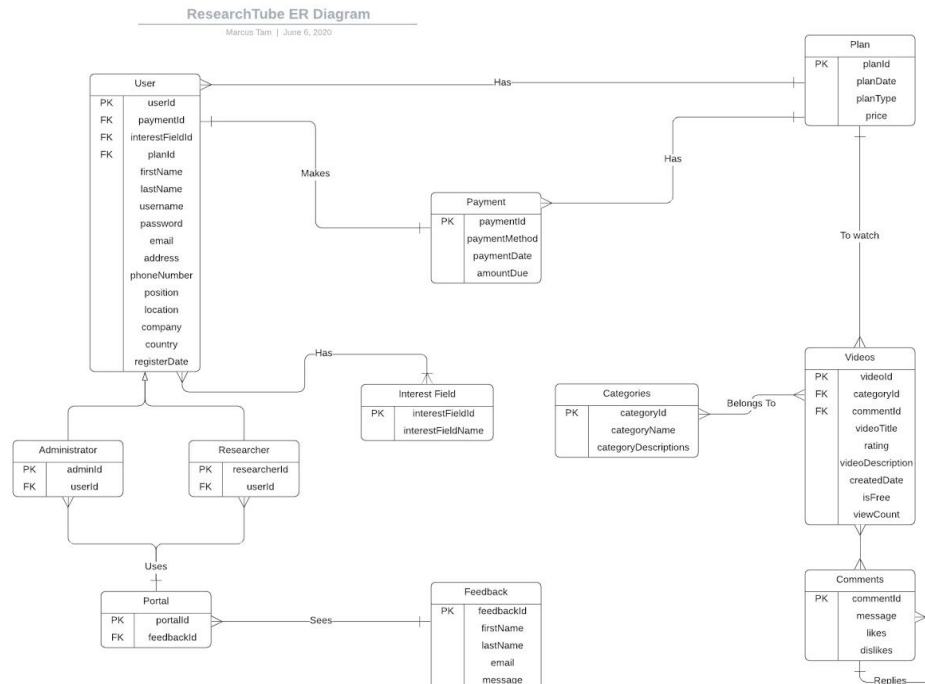 ResearchTube ER Diagram
Marcus Tam | June 6, 2020
User
PK userId
FK paymentId
FK interestFieldId
FK planId
firstName
lastName
username
password
email
address
phoneNumber
position
location
company
country
registerDate
Has
Plan
PK planId
planDate
planType
price
Makes
Has
Payment
PK paymentId
paymentMethod
paymentDate
amountDue
To watch
Has
Interest Field
PK interestFieldId
interestFieldName
Categories
PK categoryId
categoryName
categoryDescriptions
Belongs To
Videos
PK videoId
FK categoryId
FK commentId
videoTitle
rating
videoDescription
createdDate
isFree
viewCount
Administrator
PK adminId
FK userId
Researcher
PK researcherId
FK userId
Uses
Portal
PK portalId
FK feedbackId
Sees
Feedback
PK feedbackId
firstName
lastName
email
message
Comments
PK commentId
message
likes
dislikes
Replies